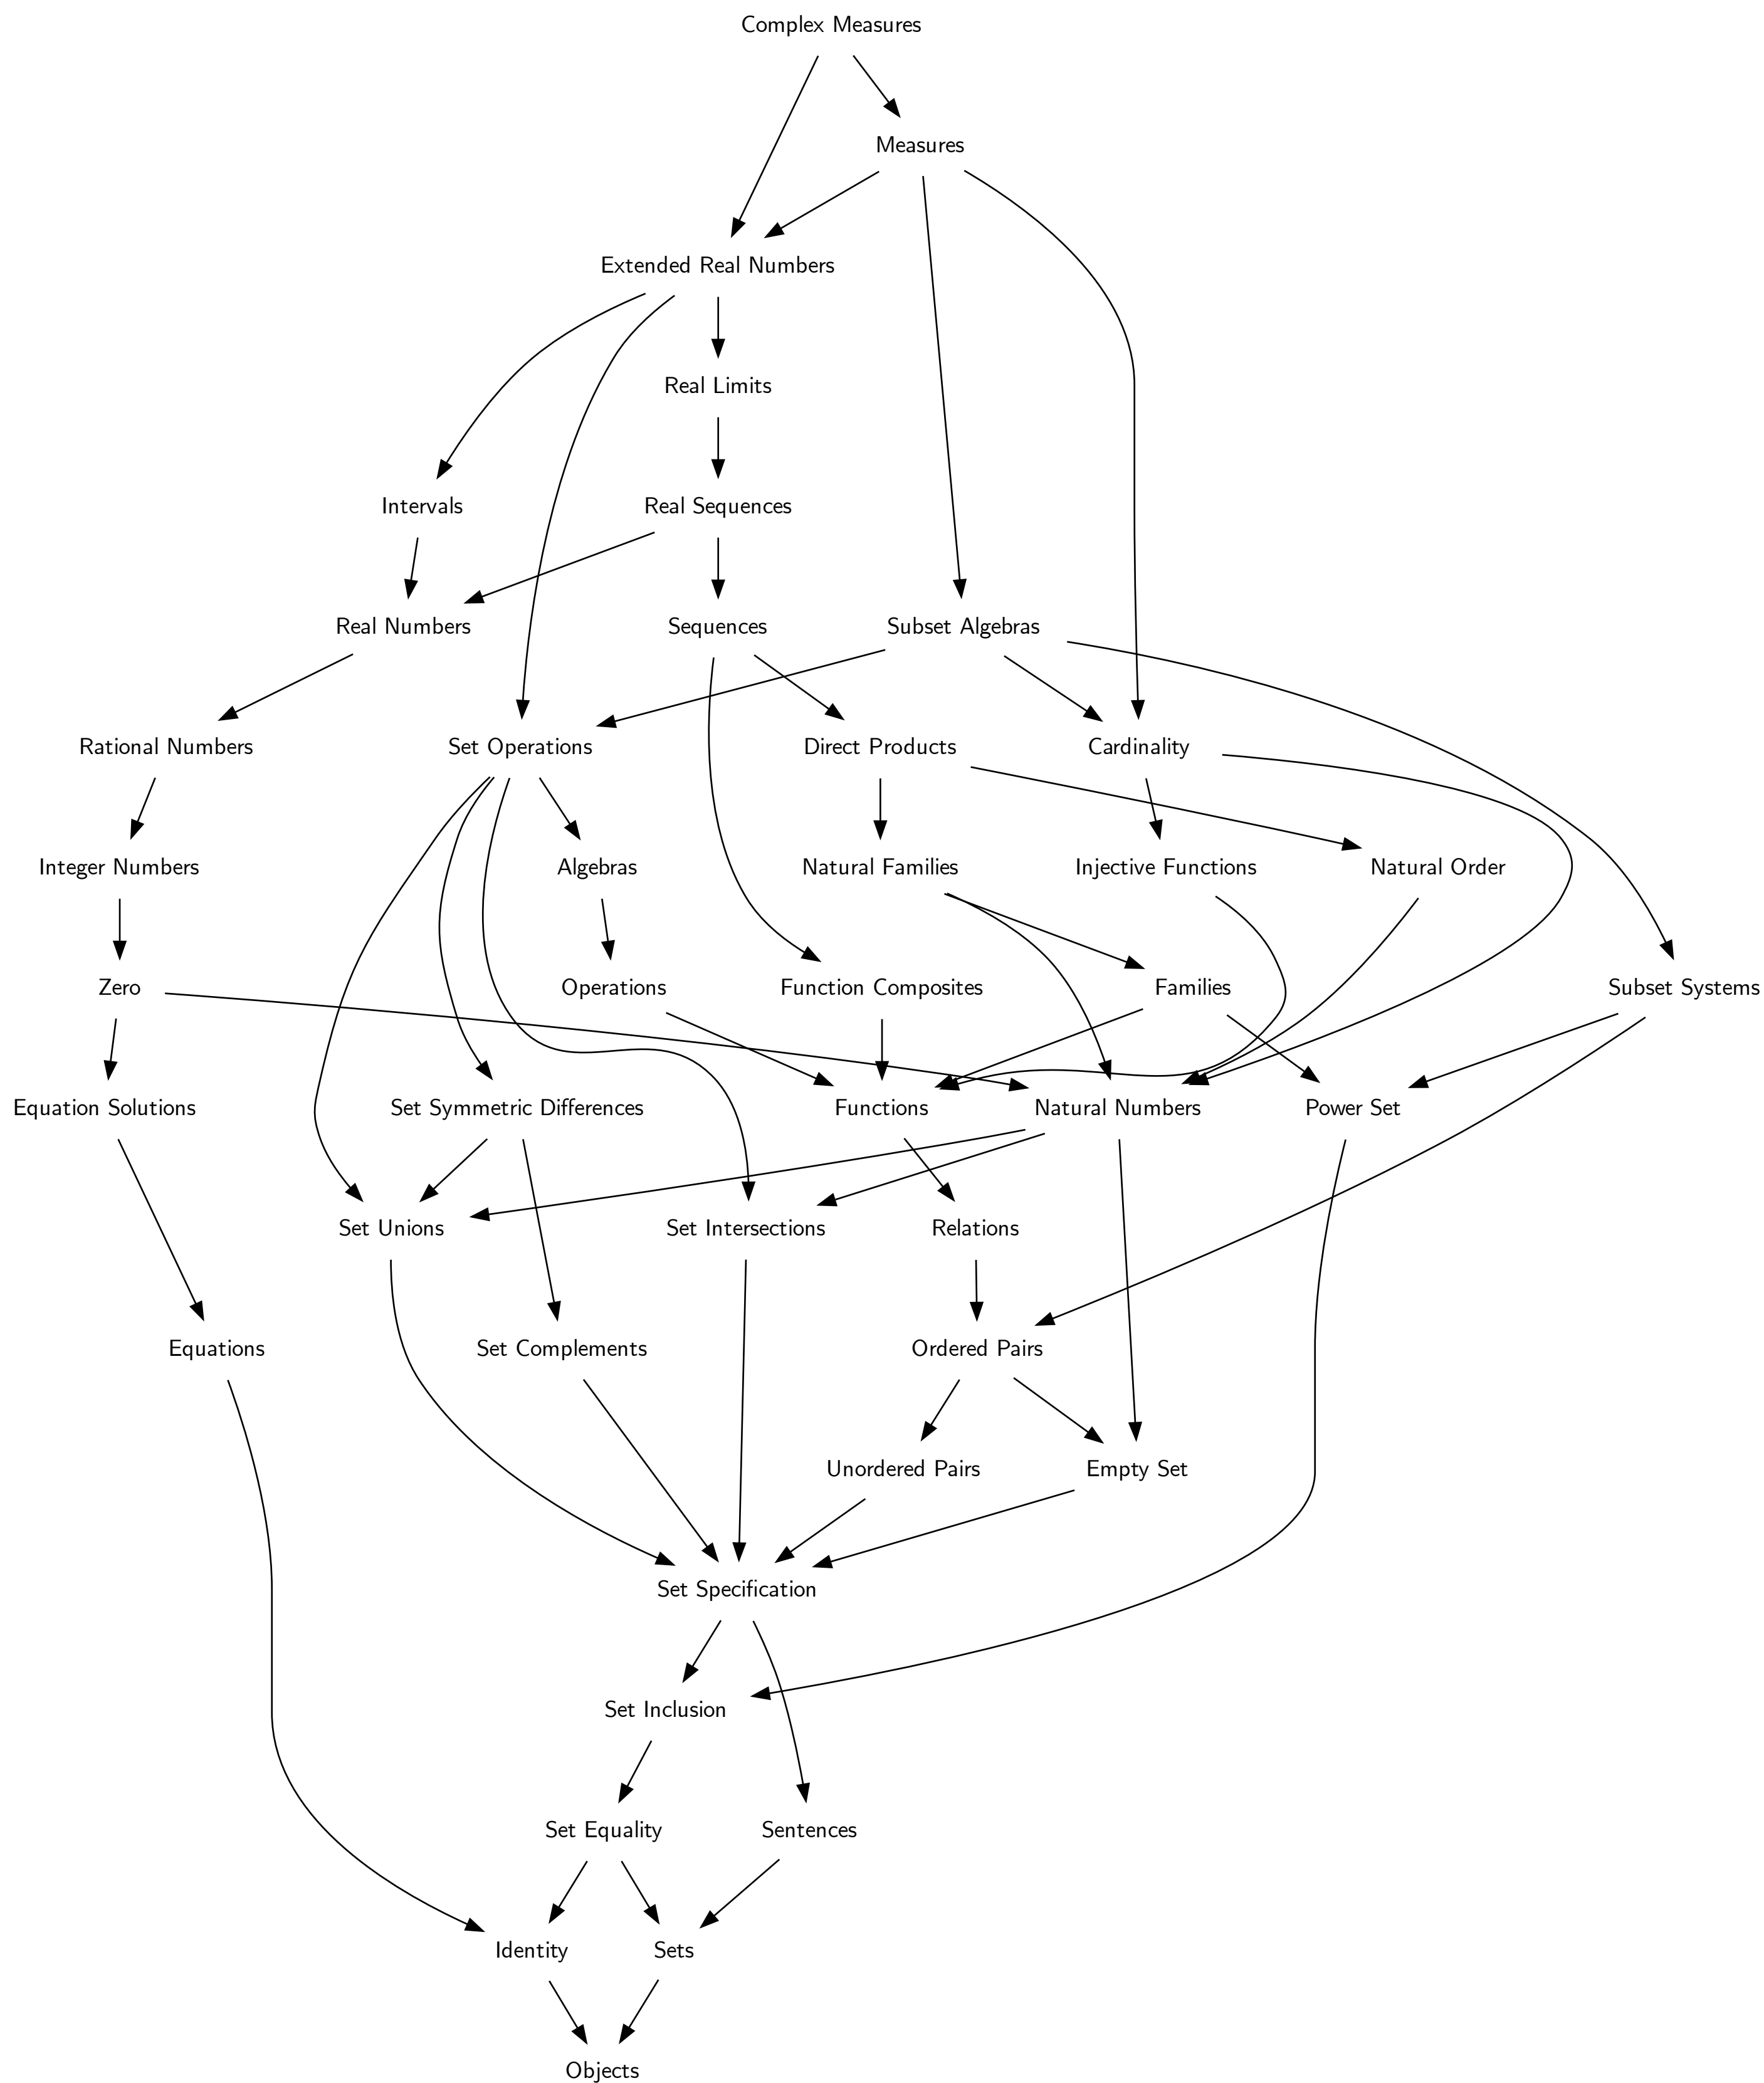 Complex Measures
Measures
Extended Real Numbers
Real Limits
Intervals
Real Sequences
Real Numbers
Sequences
Subset Algebras
Rational Numbers
Set Operations
Direct Products
Cardinality
Integer Numbers
Algebras
Natural Families
Injective Functions
Natural Order
Zero
Operations
Function Composites
Families
Subset Systems
Equation Solutions
Set Symmetric Differences
Functions
Natural Numbers
Power Set
Set Unions
Set Intersections
Relations
Equations
Set Complements
Ordered Pairs
Unordered Pairs
Empty Set
Set Specification
Set Inclusion
Set Equality
Sentences
Identity
Sets
Objects